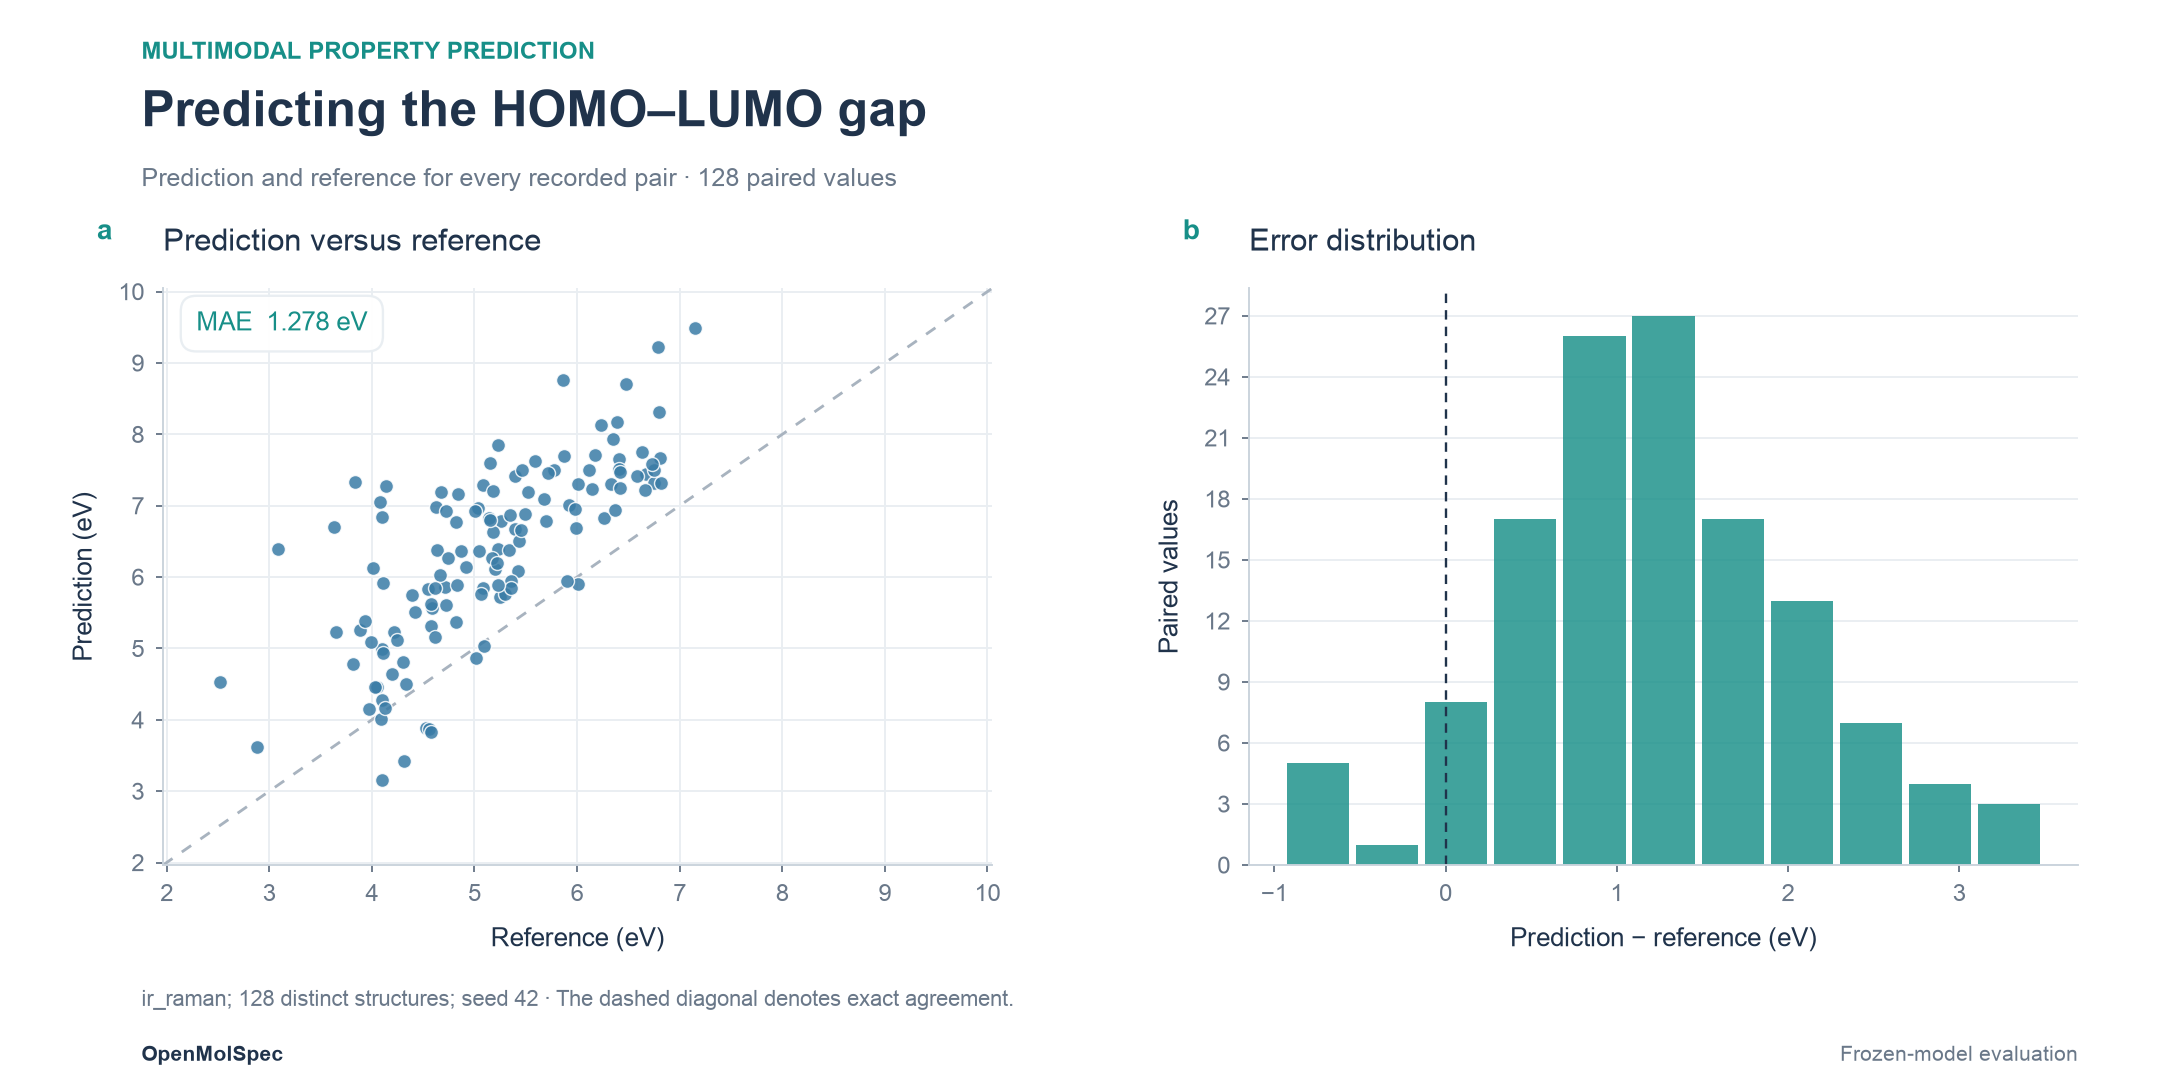 MULTIMODAL PROPERTY PREDICTION
Predicting the HOMO–LUMO gap
Prediction and reference for every recorded pair · 128 paired values
a
Prediction versus reference
MAE 1.278 eV
10
9
8
7
6
5
4
3
2
Prediction (eV)
2 3 4 5 6 7 8 9 10
Reference (eV)
b
Error distribution
27
24
21
18
15
12
9
6
3
0
Paired values
−1 0 1 2 3
Prediction − reference (eV)
ir_raman; 128 distinct structures; seed 42 · The dashed diagonal denotes exact agreement.
OpenMolSpec
Frozen-model evaluation